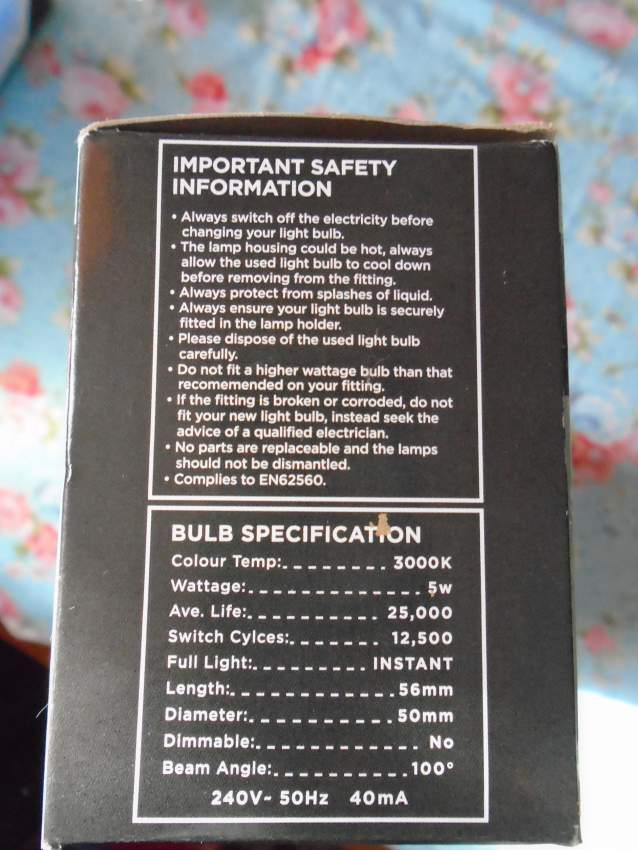 IMPORTANT SAFETY
INFORMATION
• Always switch off the electricity before
changing your light bulb.
• The lamp housing could be hot, always
allow the used light bulb to cool down
before removing from the fitting.
• Always protect from splashes of liquid.
• Always ensure your light bulb is securely
fitted in the lamp holder.
• Please dispose of the used light bulb
carefully.
• Do not fit a higher wattage bulb than that
recomemended on your fitting.
• If the fitting is broken or corroded, do not
fit your new light bulb, instead seek the
advice of a qualified electrician.
• No parts are replaceable and the lamps
should not be dismantled.
• Complies to EN62560.
BULB SPECIFICATION
Colour Temp:- - - - - - - - 3000K
Wattage:- - - - - - - - - - - - - 5w
Ave. Life:- - - - - - - - - - 25,000
Switch Cylces:- - - - - - - 12,500
Full Light:- - - - - - - - - INSTANT
Length:- - - - - - - - - - - - 56mm
Diameter:- - - - - - - - - - 50mm
Dimmable:- - - - - - - - - - - - No
Beam Angle:- - - - - - - - - - 100°
240V~ 50Hz 40mA